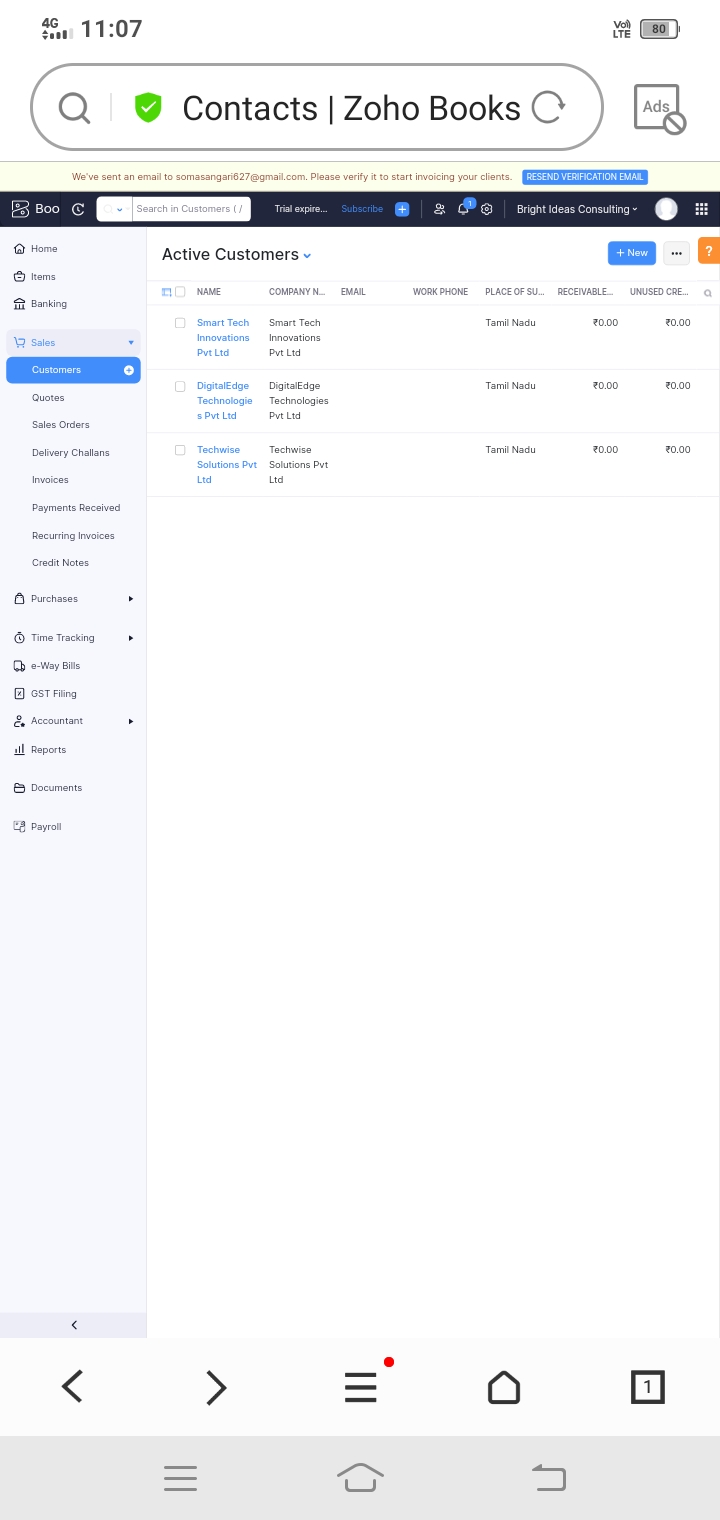 4G 11:07 Vo) LTE 80
Contacts | Zoho Books Ads
We've sent an email to somasangari627@gmail.com. Please verify it to start invoicing your clients. RESEND VERIFICATION EMAIL
Boo Search in Customers ( / Trial expire... Subscribe 1 Bright Ideas Consulting
Home
Items
Banking
Sales
Customers
Quotes
Sales Orders
Delivery Challans
Invoices
Payments Received
Recurring Invoices
Credit Notes
Purchases
Time Tracking
e-Way Bills
GST Filing
Accountant
Reports
Documents
Payroll
Active Customers + New ... ?
NAME COMPANY N... EMAIL WORK PHONE PLACE OF SU... RECEIVABLE... UNUSED CRE...
Smart Tech Smart Tech Tamil Nadu ₹0.00 ₹0.00
Innovations Innovations
Pvt Ltd Pvt Ltd
DigitalEdge DigitalEdge Tamil Nadu ₹0.00 ₹0.00
Technologie Technologies
s Pvt Ltd Pvt Ltd
Techwise Techwise Tamil Nadu ₹0.00 ₹0.00
Solutions Pvt Solutions Pvt
Ltd Ltd
1